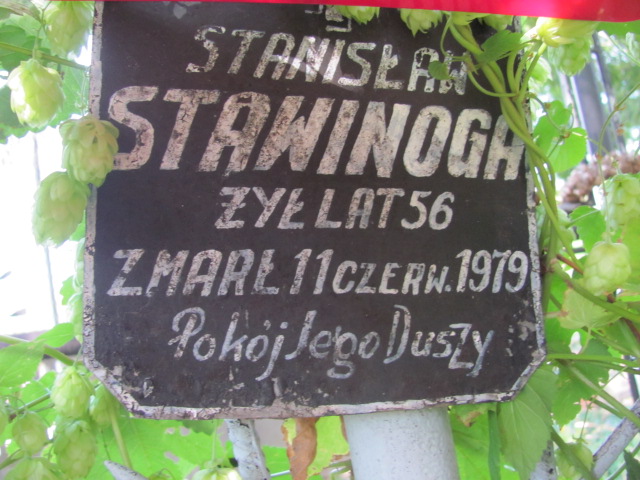 STANISŁAW
STAWINOGA
ŻYŁ LAT 56
ZMARŁ 11 CZERW. 1979
Pokój Jego Duszy